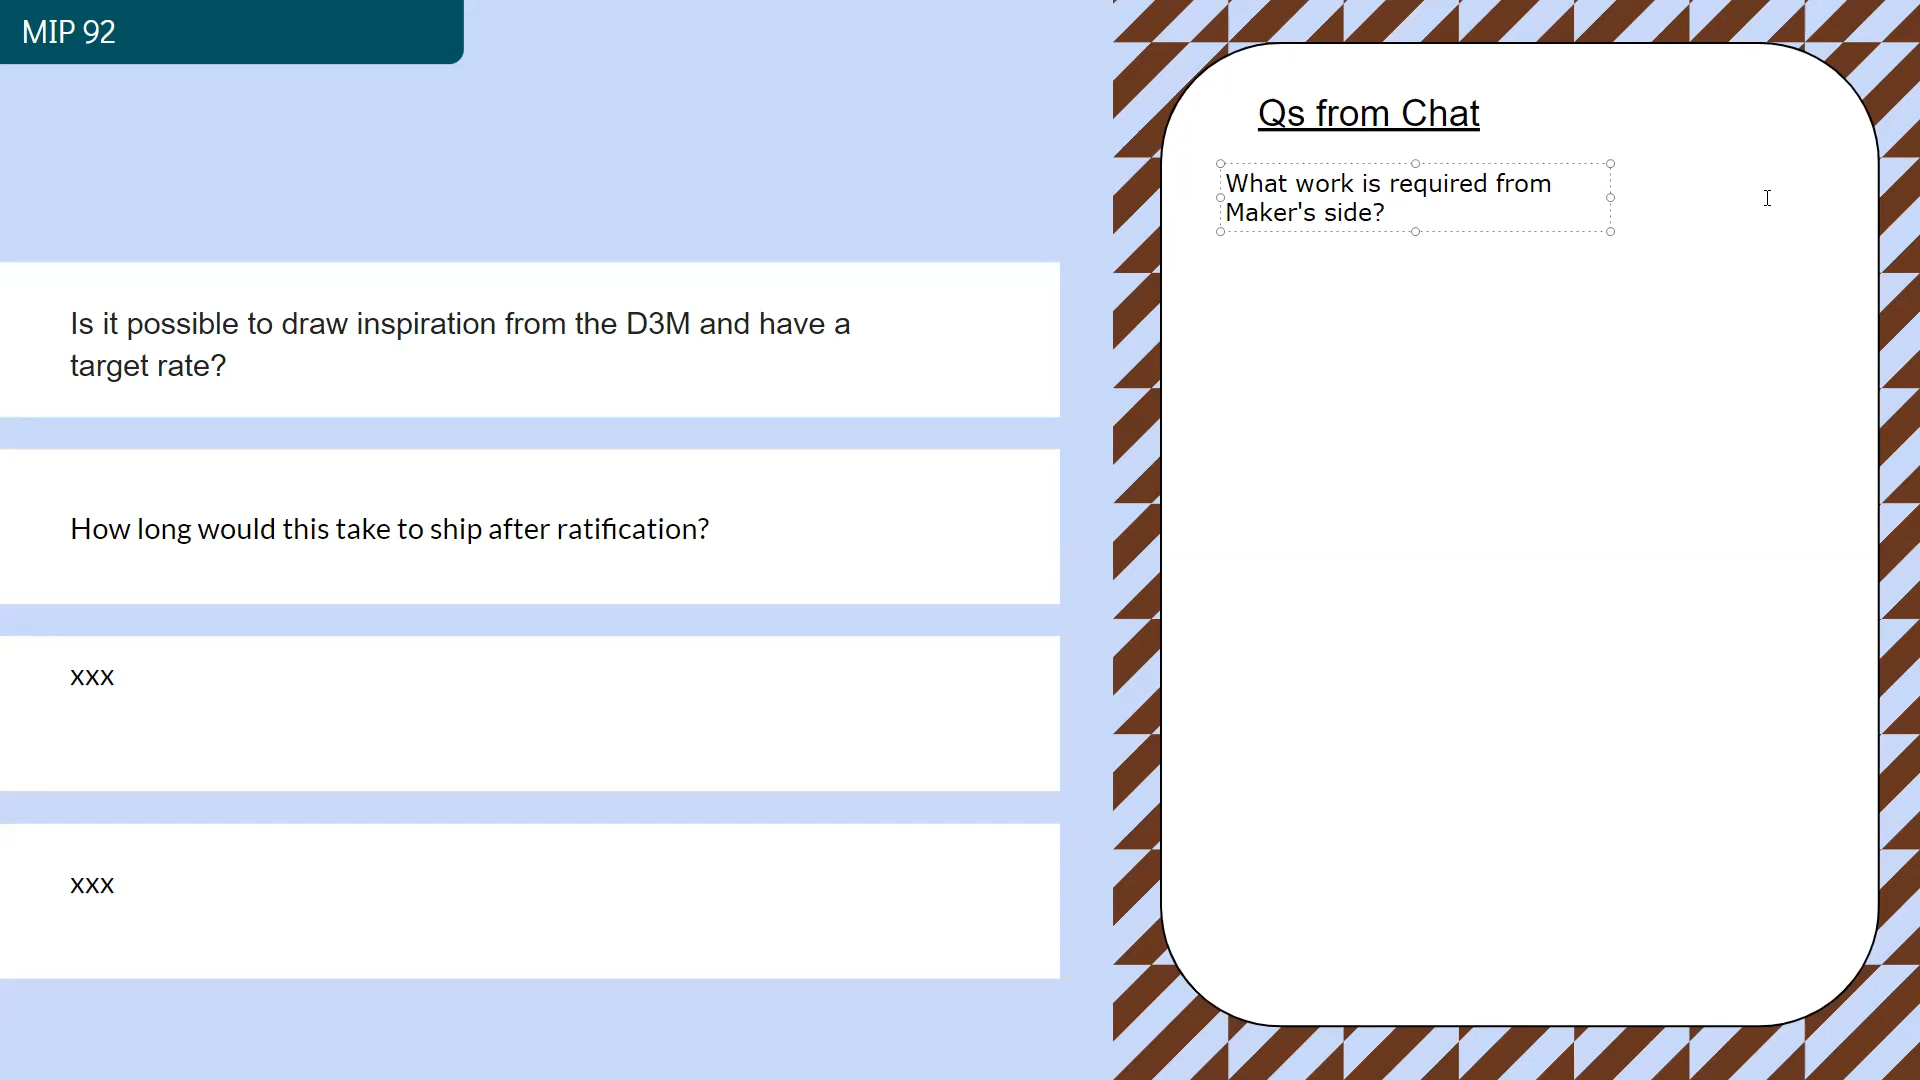 MIP 92
Is it possible to draw inspiration from the D3M and have a
target rate?
How long would this take to ship after ratification?
xxx
xxx
Qs from Chat
What work is required from
Maker's side?